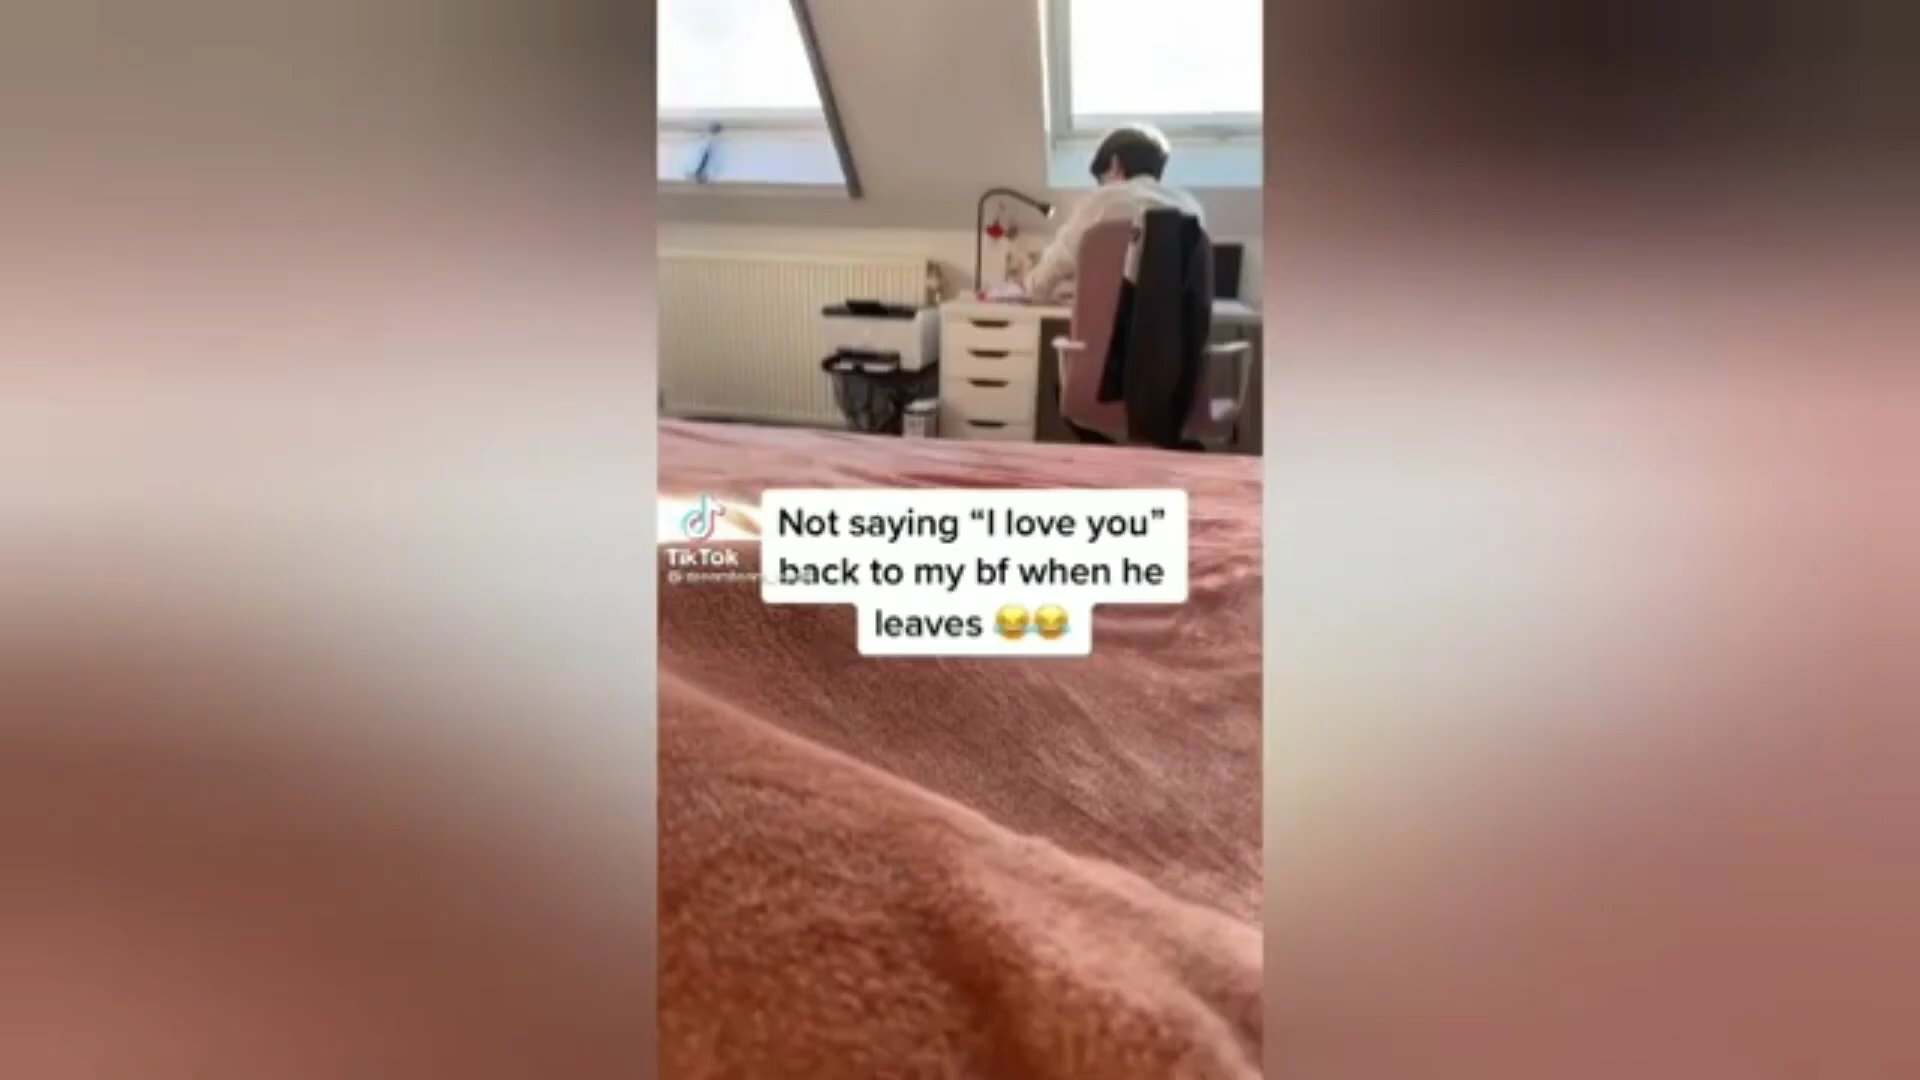 Not saying “I love you”
back to my bf when he
leaves 😂😂
TikTok